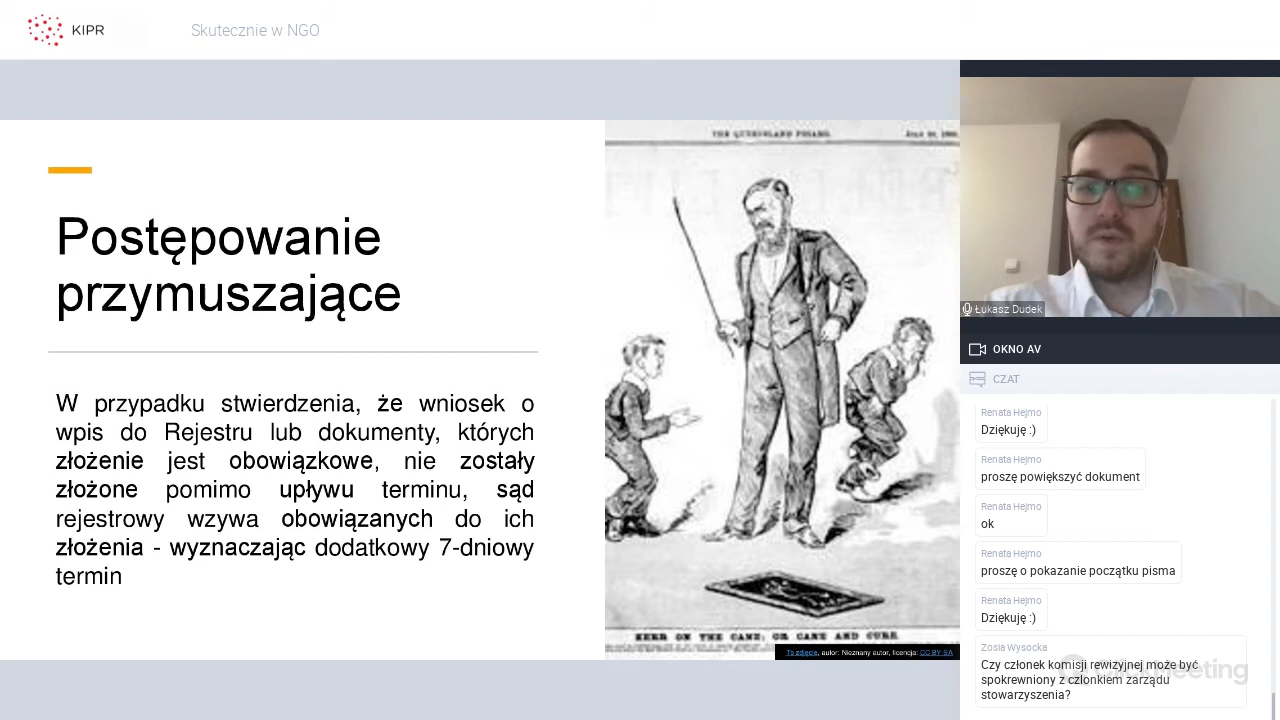 KIPR
Skutecznie w NGO
Postępowanie
przymuszające
W przypadku stwierdzenia, że wniosek o
wpis do Rejestru lub dokumenty, których
złożenie jest obowiązkowe, nie zostały
złożone pomimo upływu terminu, sąd
rejestrowy wzywa obowiązanych do ich
złożenia - wyznaczając dodatkowy 7-dniowy
termin
THE QUEENSLAND FIGARO.
KERR ON THE CANE; OR CANE AND CURE.
To zdjęcie, autor: Nieznany autor, licencja: CC BY SA
Łukasz Dudek
OKNO AV
CZAT
Renata Hejmo
Dziękuję :)
Renata Hejmo
proszę powiększyć dokument
Renata Hejmo
ok
Renata Hejmo
proszę o pokazanie początku pisma
Renata Hejmo
Dziękuję :)
Zosia Wysocka
Czy członek komisji rewizyjnej może być
spokrewniony z członkiem zarządu
stowarzyszenia?
ClickMeeting